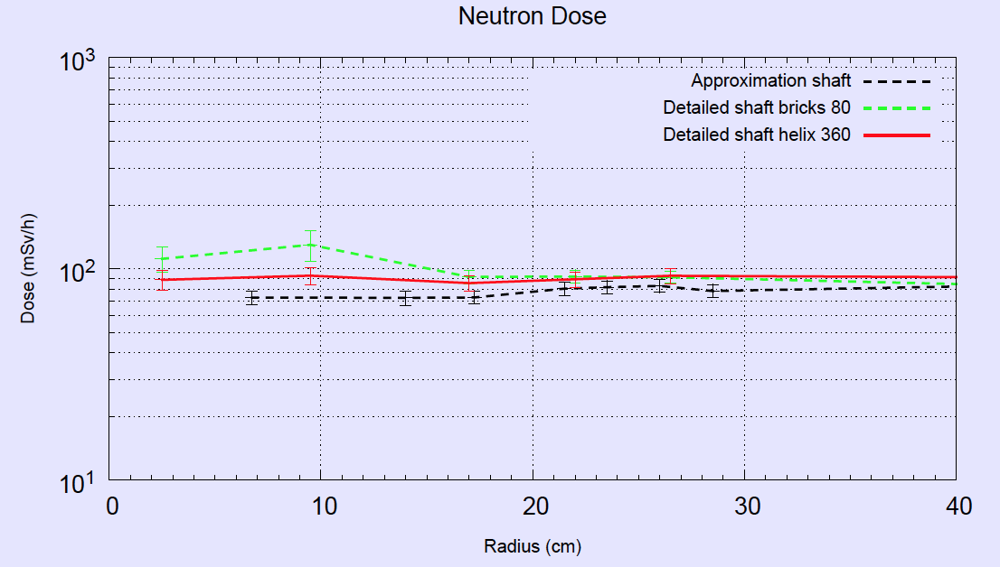 Neutron Dose
10³
Approximation shaft
Detailed shaft bricks 80
Detailed shaft helix 360
Dose (mSv/h)
10²
10¹
0 10 20 30 40
Radius (cm)